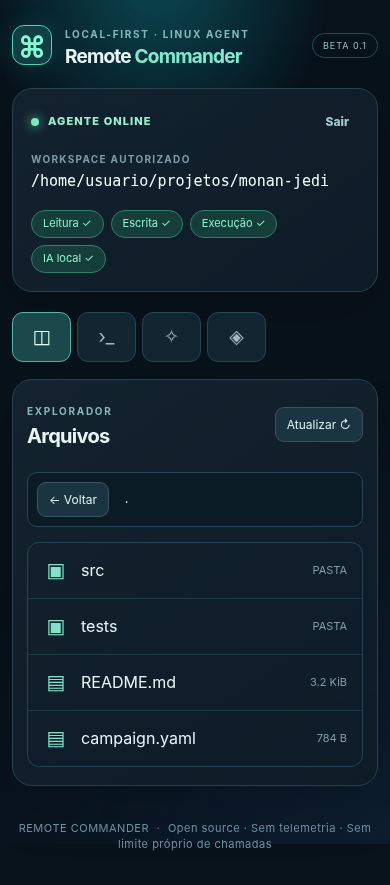 LOCAL-FIRST · LINUX AGENT
Remote Commander
BETA 0.1
AGENTE ONLINE
Sair
WORKSPACE AUTORIZADO
/home/usuario/projetos/monan-jedi
Leitura ✓
Escrita ✓
Execução ✓
IA local ✓
EXPLORADOR
Arquivos
Atualizar ↻
← Voltar
.
src
PASTA
tests
PASTA
README.md
3.2 KiB
campaign.yaml
784 B
REMOTE COMMANDER · Open source · Sem telemetria · Sem
limite próprio de chamadas